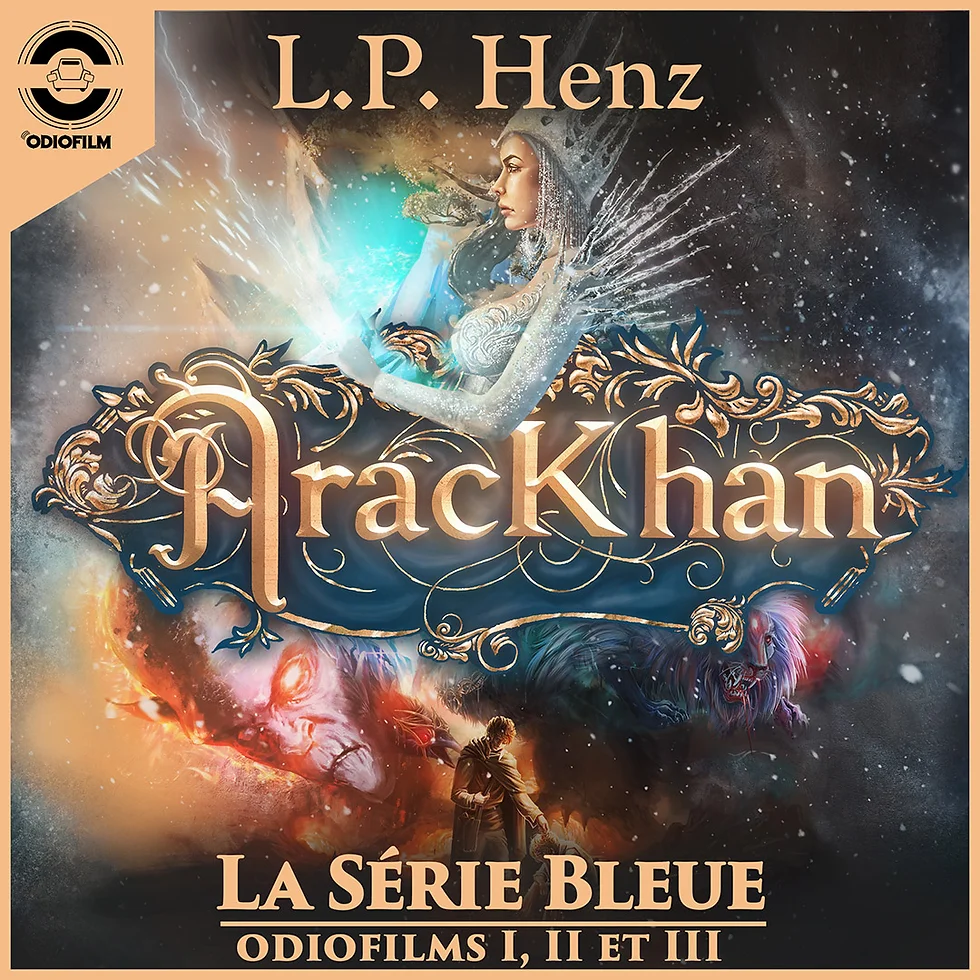 ODIOFILM
L.P. Henz
AracKhan
La Série Bleue
ODIOFILMS I, II ET III